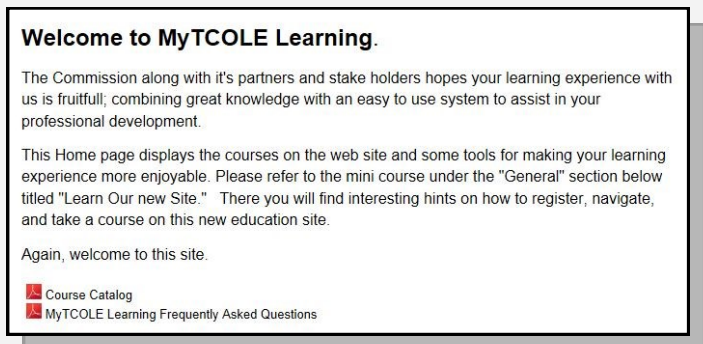 Welcome to MyTCOLE Learning.
The Commission along with it's partners and stake holders hopes your learning experience with
us is fruitfull; combining great knowledge with an easy to use system to assist in your
professional development.
This Home page displays the courses on the web site and some tools for making your learning
experience more enjoyable. Please refer to the mini course under the "General" section below
titled "Learn Our new Site."   There you will find interesting hints on how to register, navigate,
and take a course on this new education site.
Again, welcome to this site.
Course Catalog
MyTCOLE Learning Frequently Asked Questions